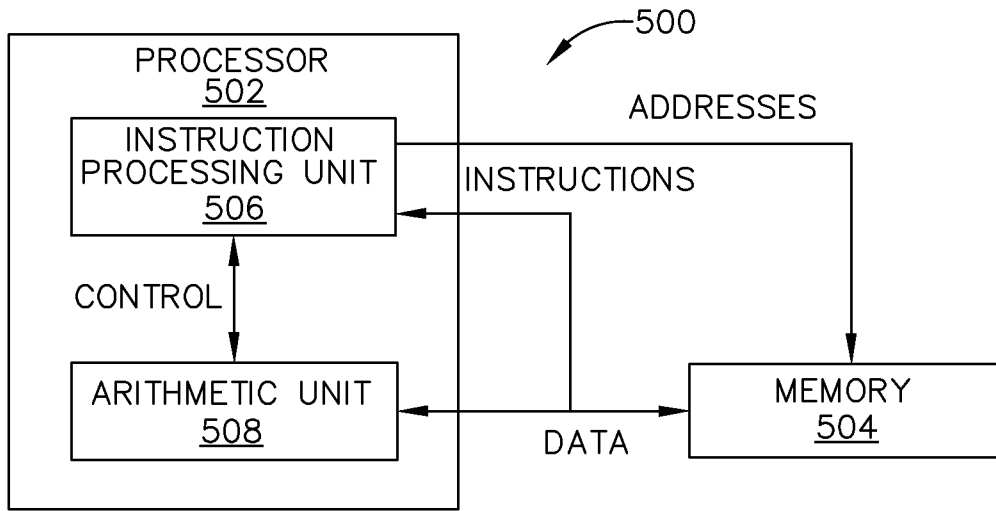 500
PROCESSOR
502
ADDRESSES
INSTRUCTION
PROCESSING UNIT
506
INSTRUCTIONS
CONTROL
ARITHMETIC UNIT
508
DATA
MEMORY
504